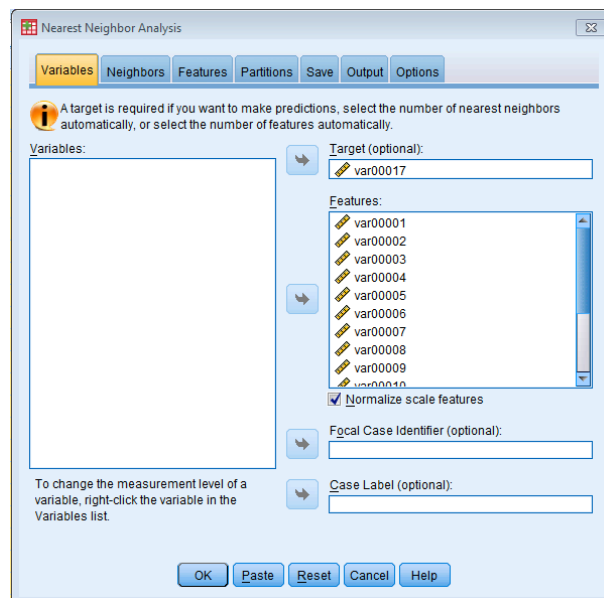 Nearest Neighbor Analysis
Variables Neighbors Features Partitions Save Output Options
A target is required if you want to make predictions, select the number of nearest neighbors
automatically, or select the number of features automatically.
Variables:
Target (optional):
var00017
Features:
var00001
var00002
var00003
var00004
var00005
var00006
var00007
var00008
var00009
var00010
Normalize scale features
Focal Case Identifier (optional):
To change the measurement level of a
variable, right-click the variable in the
Variables list.
Case Label (optional):
OK Paste Reset Cancel Help